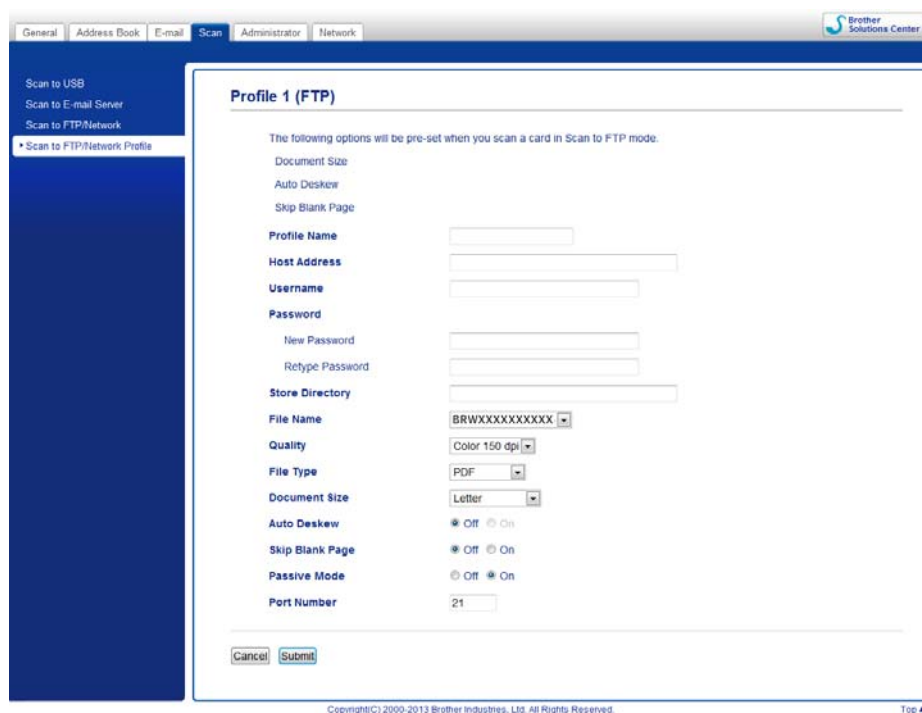 General Address Book E-mail Scan Administrator Network
Brother
Solutions Center
Scan to USB
Scan to E-mail Server
Scan to FTP/Network
Scan to FTP/Network Profile
Profile 1 (FTP)
The following options will be pre-set when you scan a card in Scan to FTP mode.
Document Size
Auto Deskew
Skip Blank Page
Profile Name
Host Address
Username
Password
New Password
Retype Password
Store Directory
File Name BRWXXXXXXXXXX
Quality Color 150 dpi
File Type PDF
Document Size Letter
Auto Deskew Off On
Skip Blank Page Off On
Passive Mode Off On
Port Number 21
Cancel Submit
Copyright(C) 2000-2013 Brother Industries, Ltd. All Rights Reserved.
Top